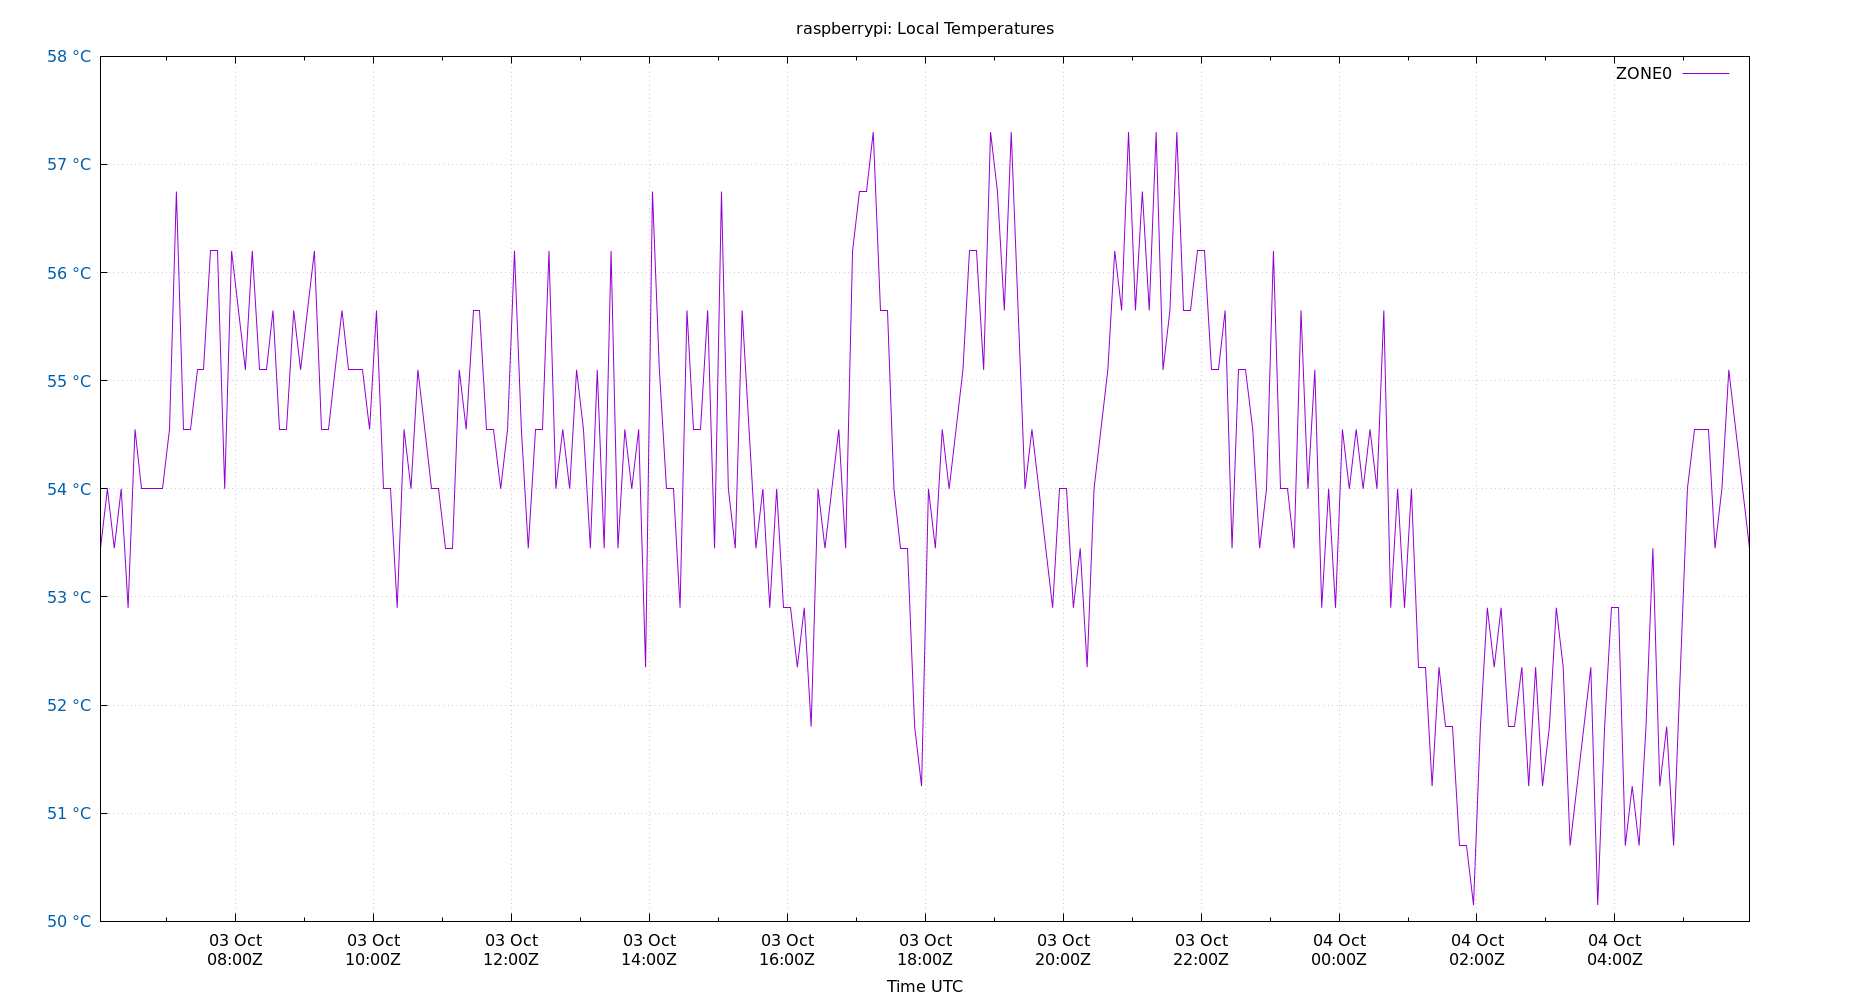 raspberrypi: Local Temperatures
58 °C
57 °C
56 °C
55 °C
54 °C
53 °C
52 °C
51 °C
50 °C
ZONE0
03 Oct 03 Oct 03 Oct 03 Oct 03 Oct 03 Oct 03 Oct 03 Oct 04 Oct 04 Oct 04 Oct
08:00Z 10:00Z 12:00Z 14:00Z 16:00Z 18:00Z 20:00Z 22:00Z 00:00Z 02:00Z 04:00Z
Time UTC